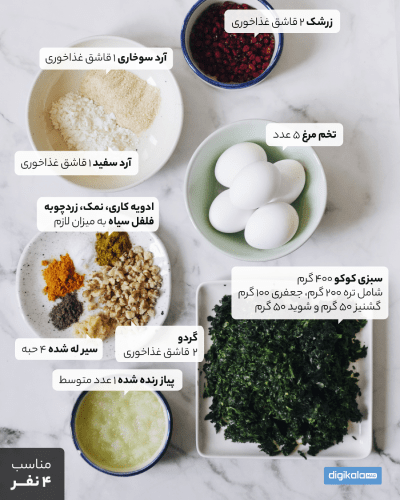 زرشک ۲ قاشق غذاخوری
آرد سوخاری ۱ قاشق غذاخوری
تخم مرغ ۵ عدد
آرد سفید ۱ قاشق غذاخوری
ادویه کاری، نمک، زردچوبه
فلفل سیاه به میزان لازم
سبزی کوکو ۴۰۰ گرم
شامل تره ۲۰۰ گرم، جعفری ۱۰۰ گرم
گشنیز ۵۰ گرم و شوید ۵۰ گرم
گردو
۲ قاشق غذاخوری
سیر له شده ۴ حبه
پیاز رنده شده ۱ عدد متوسط
مناسب
۴ نفـر
digikala